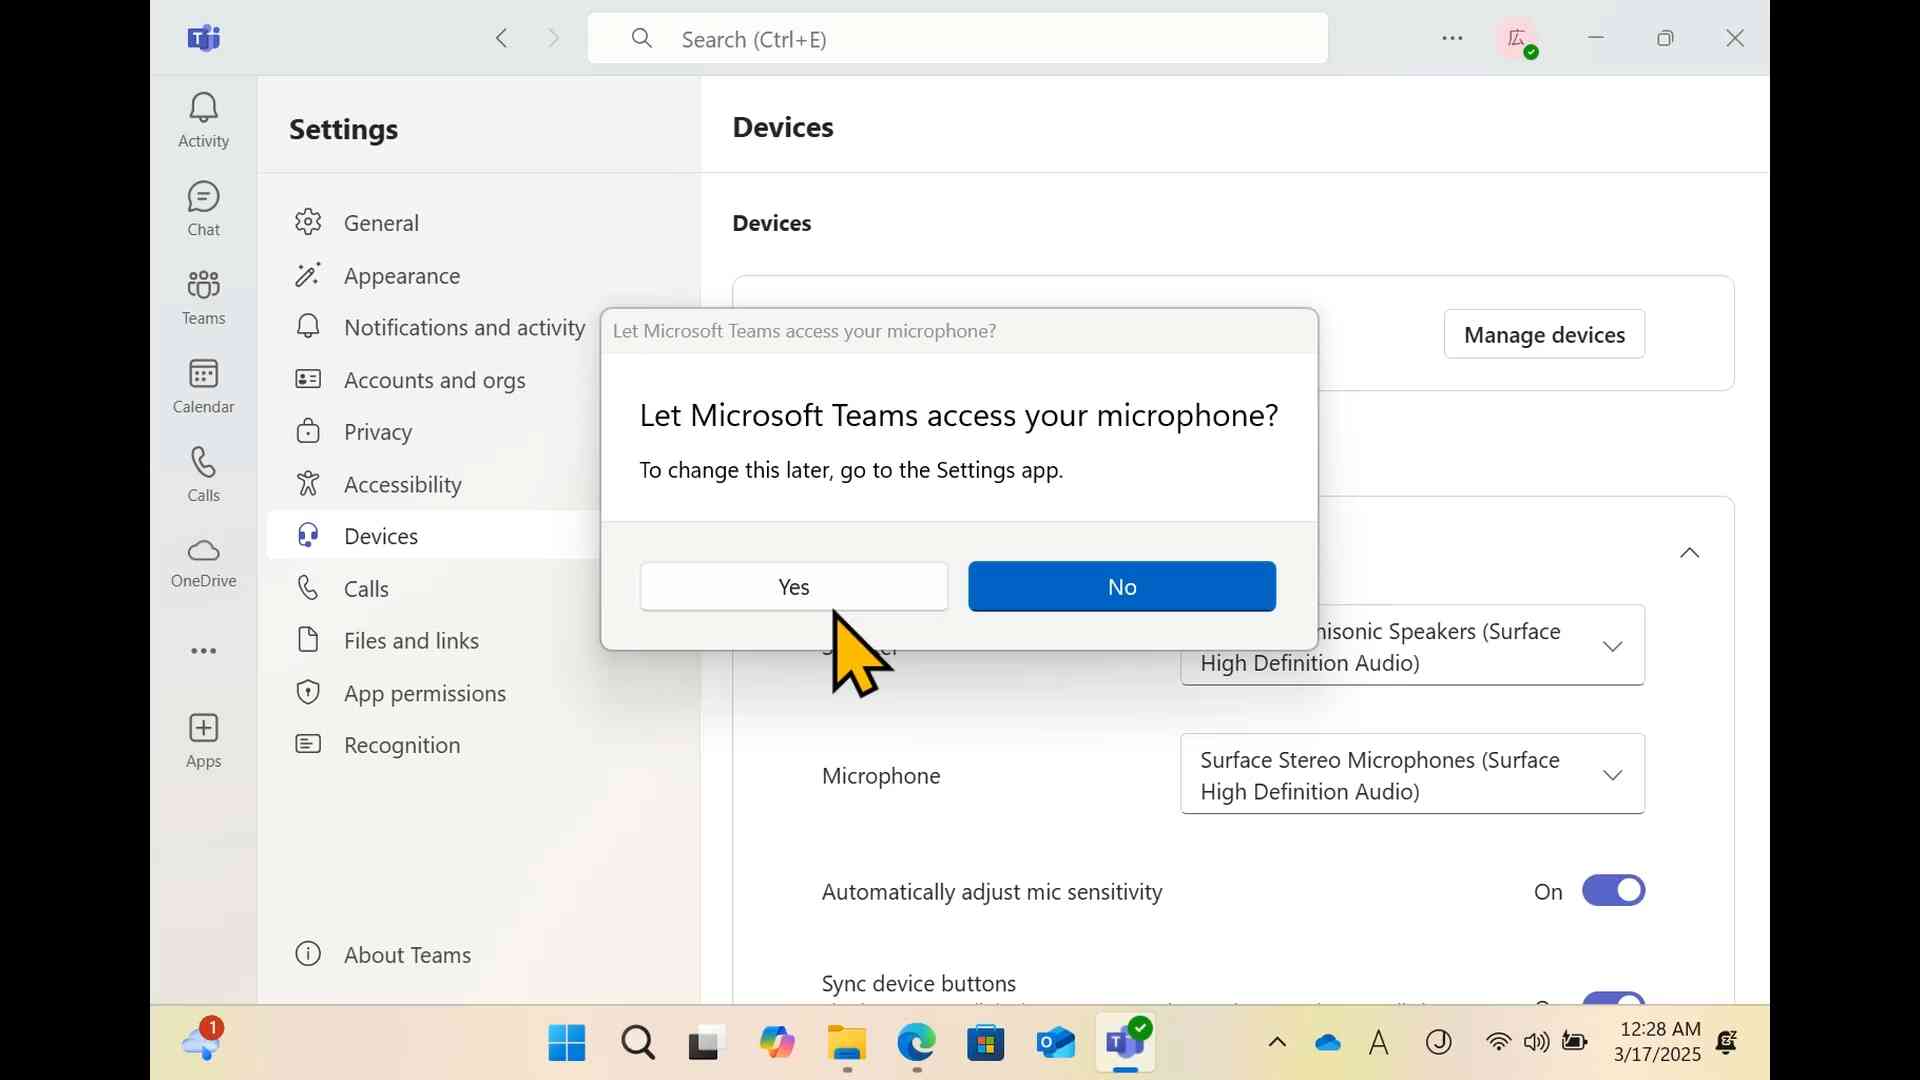 Search (Ctrl+E)
広
Activity
Chat
Teams
Calendar
Calls
OneDrive
Apps
Settings
General
Appearance
Notifications and activity
Accounts and orgs
Privacy
Accessibility
Devices
Calls
Files and links
App permissions
Recognition
About Teams
Devices
Devices
Manage devices
Let Microsoft Teams access your microphone?
Let Microsoft Teams access your microphone?
To change this later, go to the Settings app.
Yes
No
Speakers (Surface
High Definition Audio)
Microphone
Surface Stereo Microphones (Surface
High Definition Audio)
Automatically adjust mic sensitivity
On
Sync device buttons
1
A
J
12:28 AM
3/17/2025